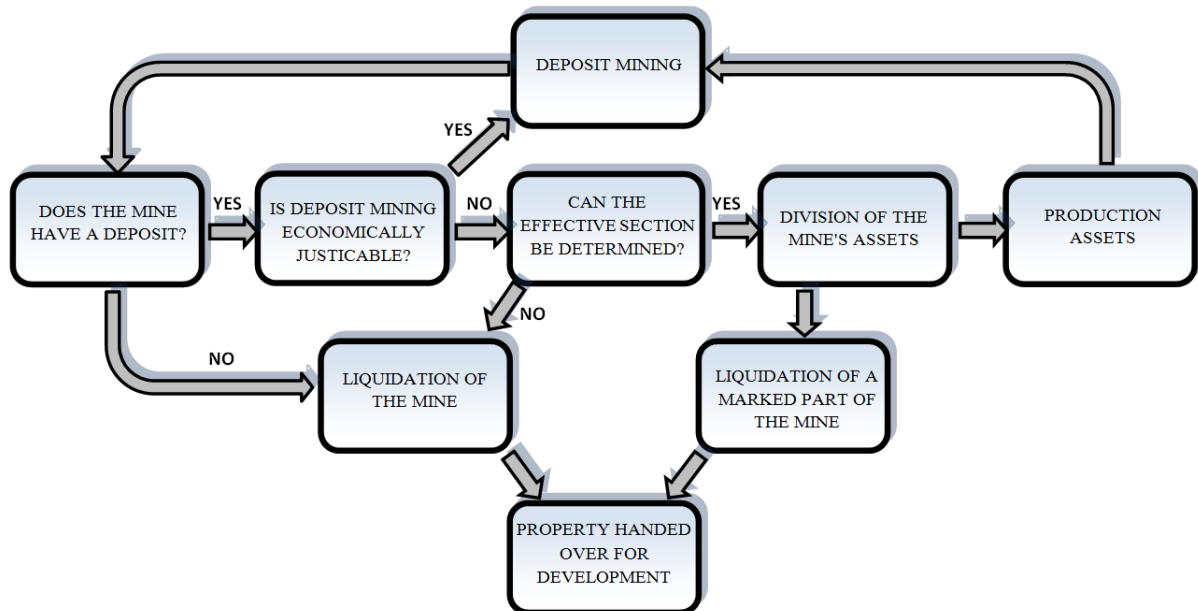 DEPOSIT MINING
YES
DOES THE MINE
HAVE A DEPOSIT?
YES
IS DEPOSIT MINING
ECONOMICALLY
JUSTICABLE?
NO
CAN THE
EFFECTIVE SECTION
BE DETERMINED?
YES
DIVISION OF THE
MINE'S ASSETS
PRODUCTION
ASSETS
NO
NO
LIQUIDATION OF
THE MINE
LIQUIDATION OF A
MARKED PART OF
THE MINE
PROPERTY HANDED
OVER FOR
DEVELOPMENT